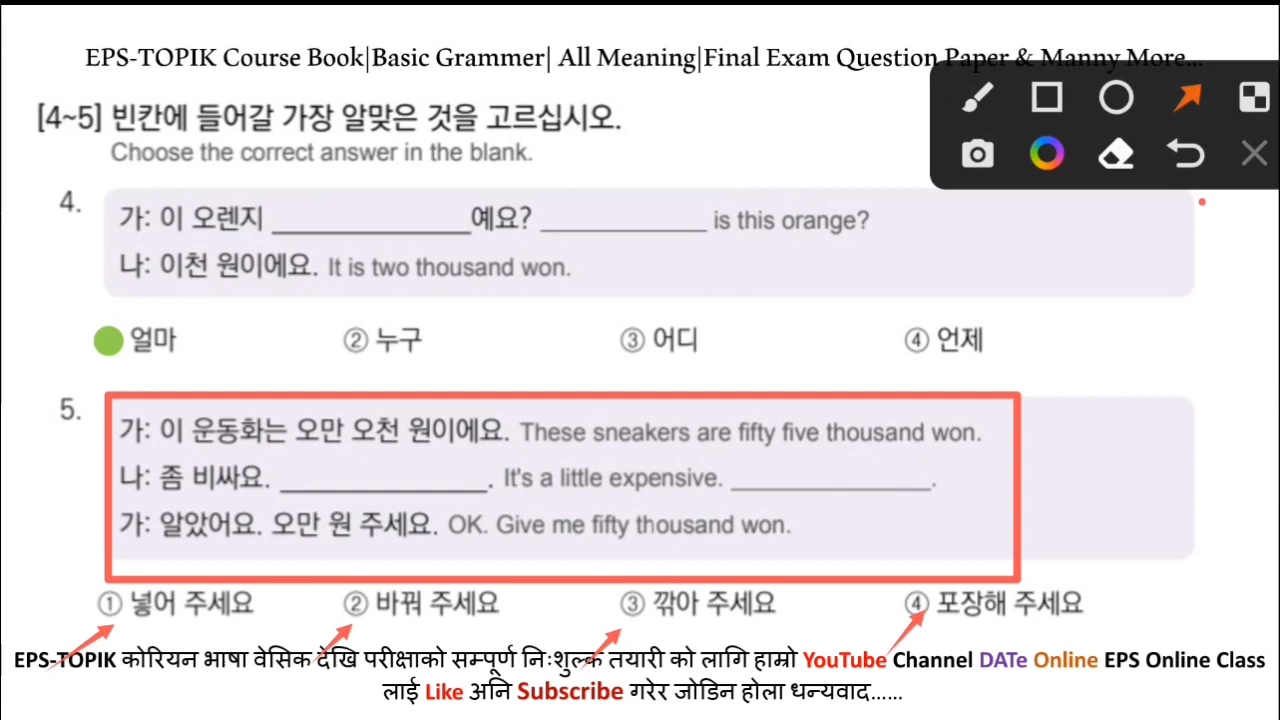 EPS-TOPIK Course Book|Basic Grammer| All Meaning|Final Exam Question Paper & Manny More...
[4~5] 빈칸에 들어갈 가장 알맞은 것을 고르십시오.
Choose the correct answer in the blank.
4.
가: 이 오렌지 ______________예요? ______________ is this orange?
나: 이천 원이에요. It is two thousand won.
얼마 ② 누구 ③ 어디 ④ 언제
5.
가: 이 운동화는 오만 오천 원이에요. These sneakers are fifty five thousand won.
나: 좀 비싸요. ______________. It's a little expensive. ______________.
가: 알았어요. 오만 원 주세요. OK. Give me fifty thousand won.
① 넣어 주세요 ② 바꿔 주세요 ③ 깎아 주세요 ④ 포장해 주세요
EPS-TOPIK कोरियन भाषा वेसिक देखि परीक्षाको सम्पूर्ण निःशुल्क तयारी को लागि हाम्रो YouTube Channel DATe Online EPS Online Class
लाई Like अनि Subscribe गरेर जोडिन होला धन्यवाद......